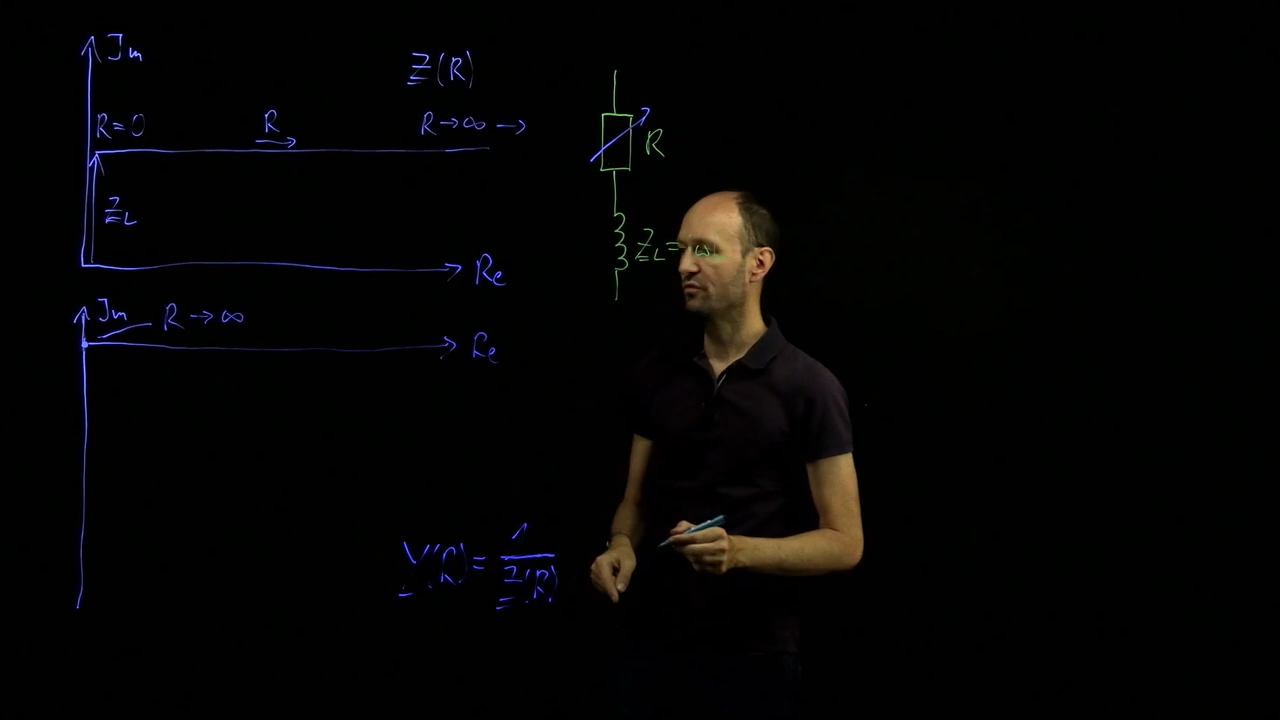 Im
Z(R)
R=0
R
R→∞ →
Z_L
Re
R
Z_L=
Im
R→∞
Re
Y(R)=1/Z(R)